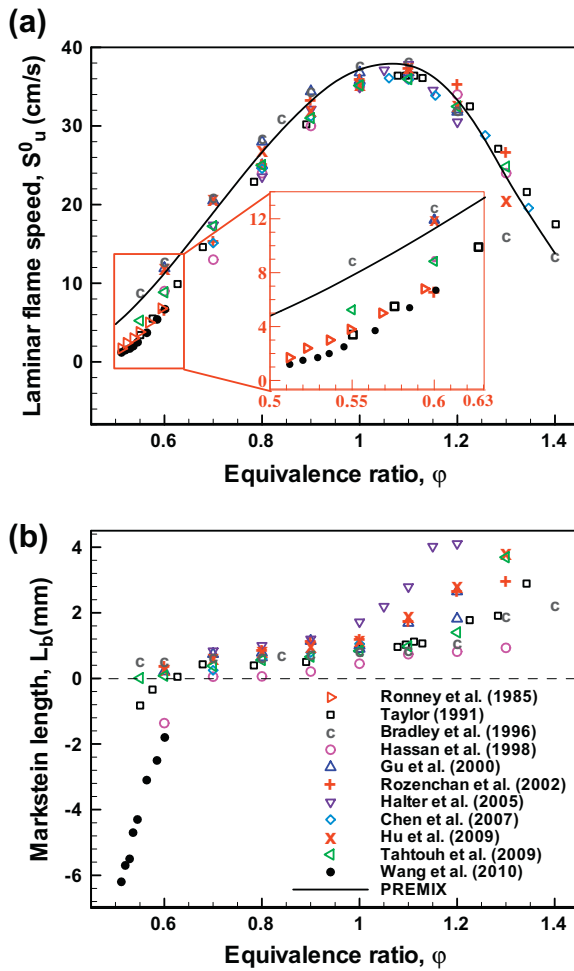 (a)
Laminar flame speed, S⁰ᵤ (cm/s)
40
30
20
10
0
12
8
4
0
0.5
0.55
0.6
0.63
0.6
0.8
1
1.2
1.4
Equivalence ratio, φ
(b)
Markstein length, L_b(mm)
4
2
0
-2
-4
-6
Ronney et al. (1985)
Taylor (1991)
Bradley et al. (1996)
Hassan et al. (1998)
Gu et al. (2000)
Rozenchan et al. (2002)
Halter et al. (2005)
Chen et al. (2007)
Hu et al. (2009)
Tahtouh et al. (2009)
Wang et al. (2010)
PREMIX
0.6
0.8
1
1.2
1.4
Equivalence ratio, φ